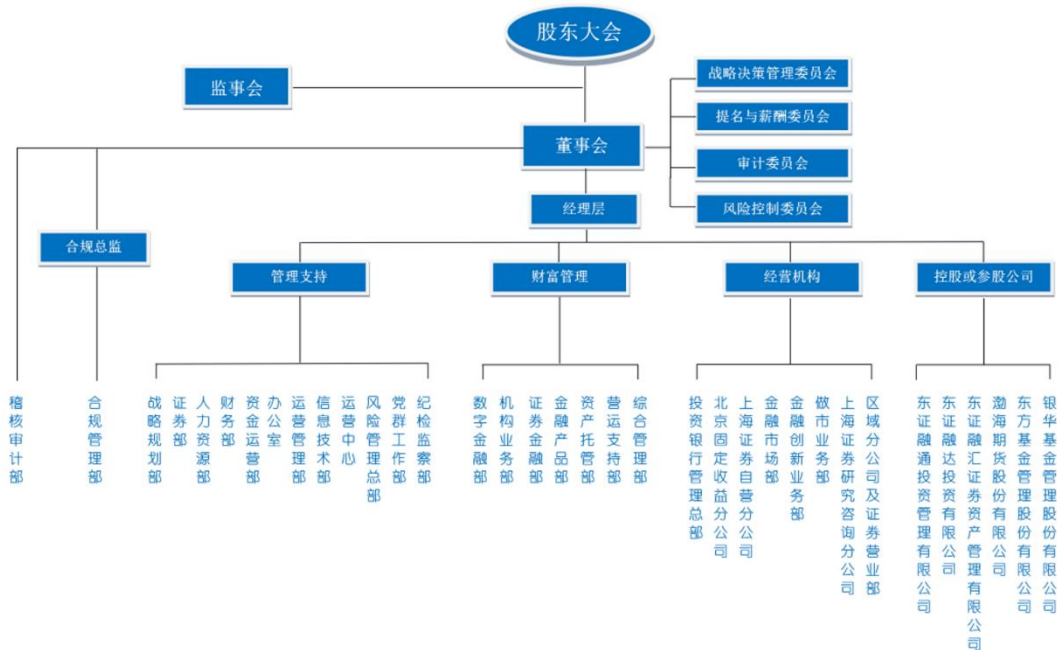 股东大会
监事会
战略决策管理委员会
提名与薪酬委员会
董事会
审计委员会
经理层
风险控制委员会
合规总监
管理支持
财富管理
经营机构
控股或参股公司
稽核审计部
合规管理部
战略规划部
证券部
人力资源部
财务部
资金运营部
办公室
运营管理部
信息技术部
运营中心
风险管理总部
党群工作部
纪检监察部
数字金融部
机构业务部
证券金融部
金融产品部
资产托管部
营运支持部
综合管理部
投资银行管理总部
北京固定收益分公司
上海证券自营分公司
金融市场部
金融创新业务部
做市业务部
上海证券研究咨询分公司
区域分公司及证券营业部
东证融通投资管理有限公司
东证融达投资有限公司
东证融汇证券资产管理有限公司
渤海期货股份有限公司
东方基金管理股份有限公司
银华基金管理股份有限公司